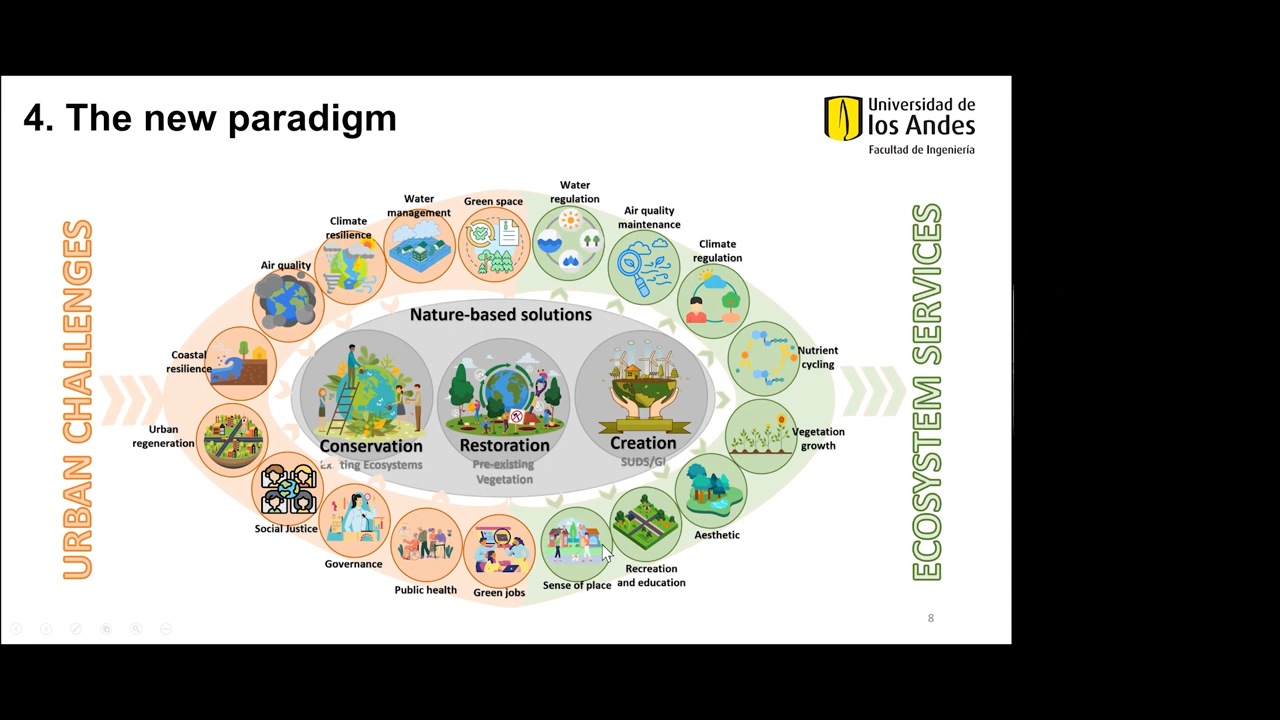 4. The new paradigm
Universidad de
los Andes
Facultad de Ingeniería
URBAN CHALLENGES
Green space
Water
management
Climate
resilience
Air quality
Coastal
resilience
Urban
regeneration
Social Justice
Governance
Public health
Green jobs
Nature-based solutions
Conservation
Existing Ecosystems
Restoration
Pre-existing
Vegetation
Creation
SUDS/GI
Water
regulation
Air quality
maintenance
Climate
regulation
Nutrient
cycling
Vegetation
growth
Aesthetic
Recreation
and education
Sense of place
ECOSYSTEM SERVICES
8